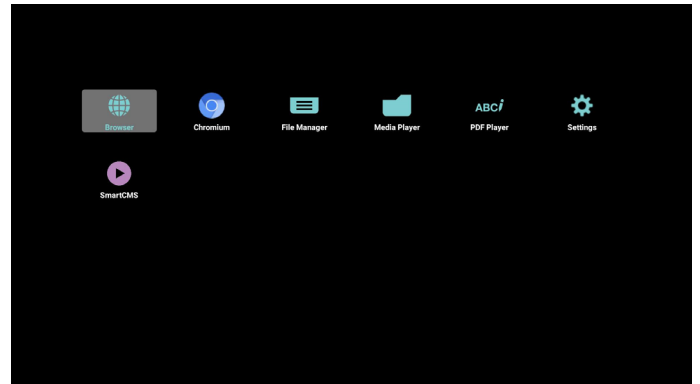 Browser
Chromium
File Manager
Media Player
ABCi
PDF Player
Settings
SmartCMS